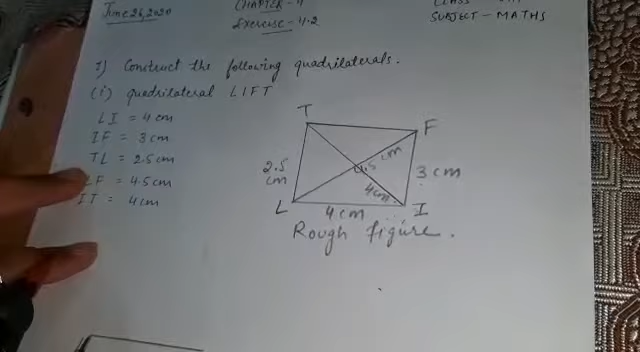 June 26, 2020
CHAPTER - 4
Exercise - 4.2
SUBJECT - MATHS
1) Construct the following quadrilaterals.
(i) quadrilateral LIFT
LI = 4 cm
IF = 3 cm
TL = 2.5 cm
LF = 4.5 cm
IT = 4 cm
T
F
2.5 cm
.5 cm
4 cm
3 cm
L
4 cm
I
Rough figure.